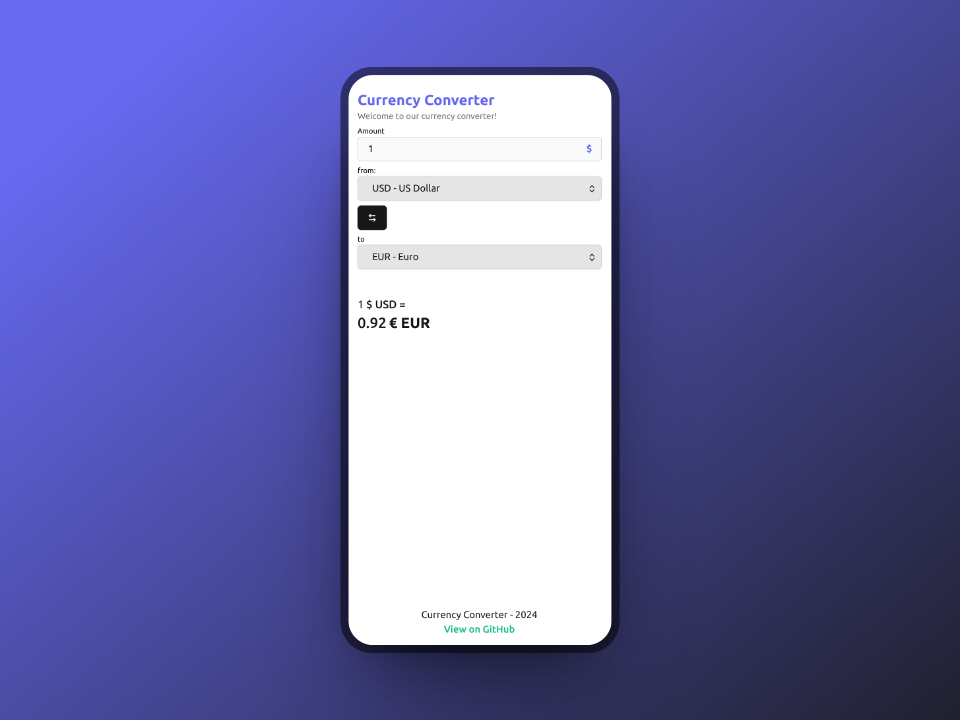 Currency Converter
Welcome to our currency converter!
Amount
1 $
from:
USD - US Dollar
to
EUR - Euro
1 $ USD =
0.92 € EUR
Currency Converter - 2024
View on GitHub